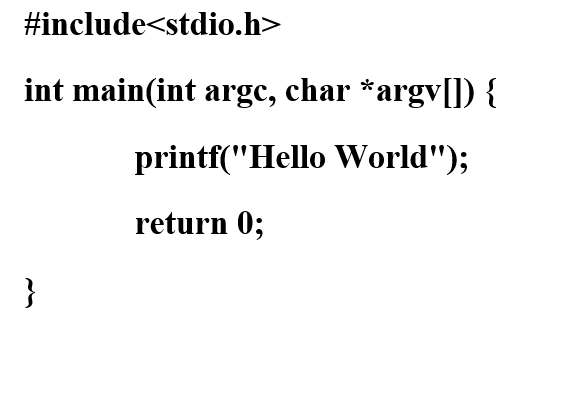 #include<stdio.h>
int main(int argc, char *argv[]) {
printf("Hello World");
return 0;
}